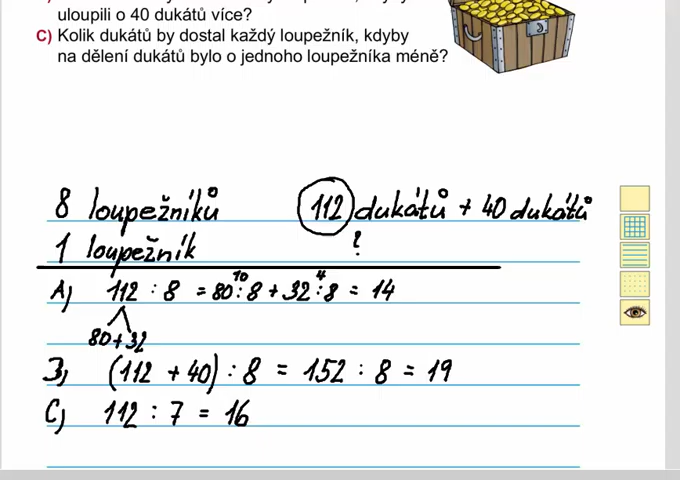 uloupili o 40 dukátů více?
C) Kolik dukátů by dostal každý loupežník, kdyby
na dělení dukátů bylo o jednoho loupežníka méně?
8 loupežníků 112 dukátů + 40 dukátů
1 loupežník ?
10 4
A) 112 : 8 = 80 : 8 + 32 : 8 = 14
80+32
B) (112 + 40) : 8 = 152 : 8 = 19
C) 112 : 7 = 16